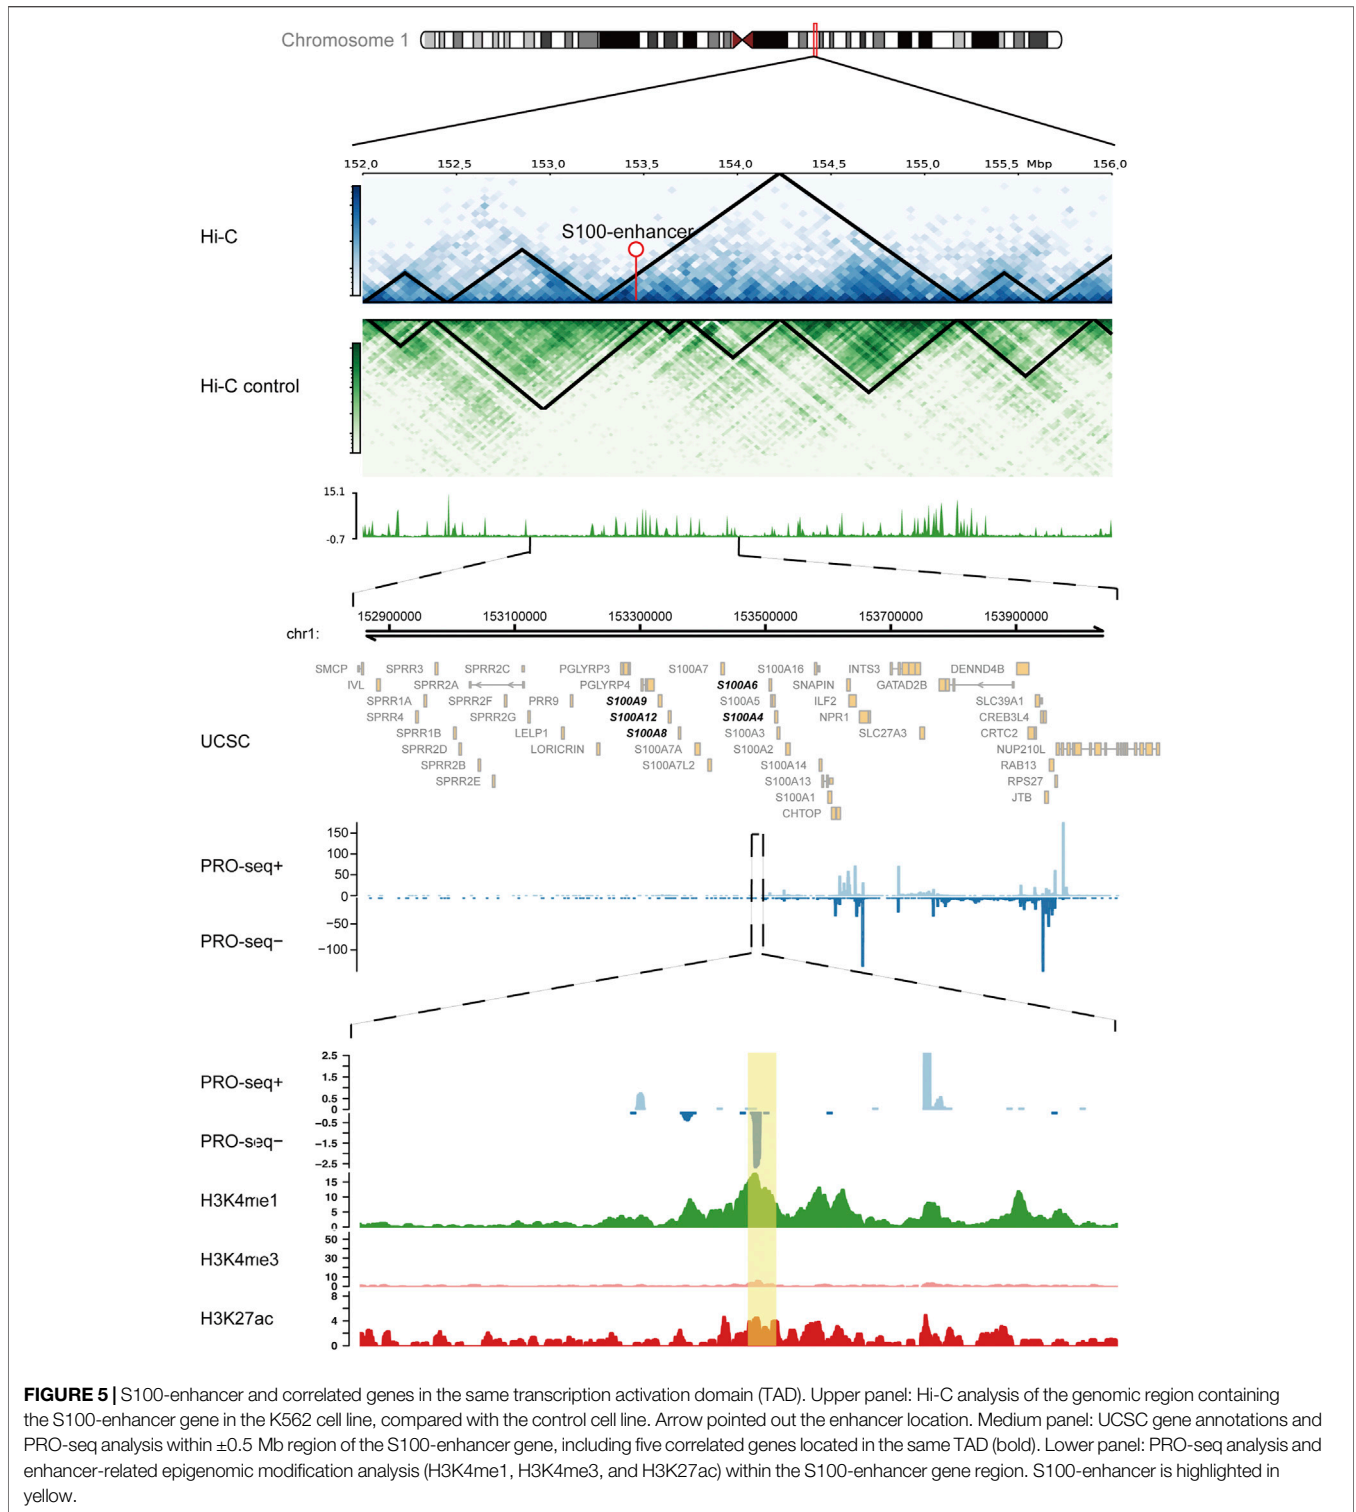 Chromosome 1
152,0 152,5 153,0 153,5 154,0 154,5 155,0 155,5 Mbp 156,0
Hi-C
S100-enhancer
Hi-C control
15.1
-0.7
152900000 153100000 153300000 153500000 153700000 153900000
chr1:
SMCP SPRR3 SPRR2C PGLYRP3 S100A7 S100A16 INTS3 DENND4B
IVL SPRR2A PGLYRP4 S100A6 SNAPIN GATAD2B
SPRR1A SPRR2F PRR9 S100A9 S100A5 ILF2 SLC39A1
SPRR4 SPRR2G S100A12 S100A4 NPR1 CREB3L4
UCSC
SPRR1B LELP1 S100A8 S100A3 SLC27A3 CRTC2
SPRR2D LORICRIN S100A7A S100A2 NUP210L
SPRR2B S100A7L2 S100A14 RAB13
SPRR2E S100A13 RPS27
S100A1 JTB
CHTOP
150
100
PRO-seq+
50
0
−50
PRO-seq−
−100
2.5
PRO-seq+
1.5
0.5
0
−0.5
PRO-seq−
−1.5
−2.5
15
H3K4me1
10
5
0
50
H3K4me3
30
10
0
8
H3K27ac
4
0
FIGURE 5 | S100-enhancer and correlated genes in the same transcription activation domain (TAD). Upper panel: Hi-C analysis of the genomic region containing
the S100-enhancer gene in the K562 cell line, compared with the control cell line. Arrow pointed out the enhancer location. Medium panel: UCSC gene annotations and
PRO-seq analysis within ±0.5 Mb region of the S100-enhancer gene, including five correlated genes located in the same TAD (bold). Lower panel: PRO-seq analysis and
enhancer-related epigenomic modification analysis (H3K4me1, H3K4me3, and H3K27ac) within the S100-enhancer gene region. S100-enhancer is highlighted in
yellow.